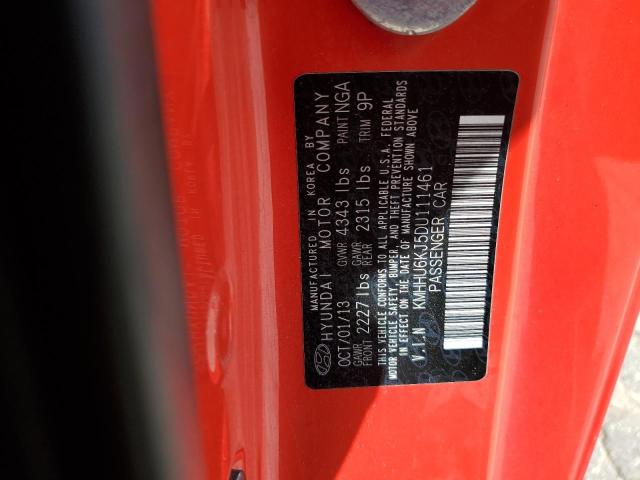 MANUFACTURED IN KOREA BY
HYUNDAI MOTOR COMPANY
OCT/01/13 GVWR 4343 lbs PAINT NGA
GAWR FRONT 2227 lbs GAWR REAR 2315 lbs TRIM 9P
THIS VEHICLE CONFORMS TO ALL APPLICABLE U.S.A. FEDERAL
MOTOR VEHICLE SAFETY, BUMPER, AND THEFT PREVENTION STANDARDS
IN EFFECT ON THE DATE OF MANUFACTURE SHOWN ABOVE
V.I.N KMHHU6KJ5DU111461
PASSENGER CAR